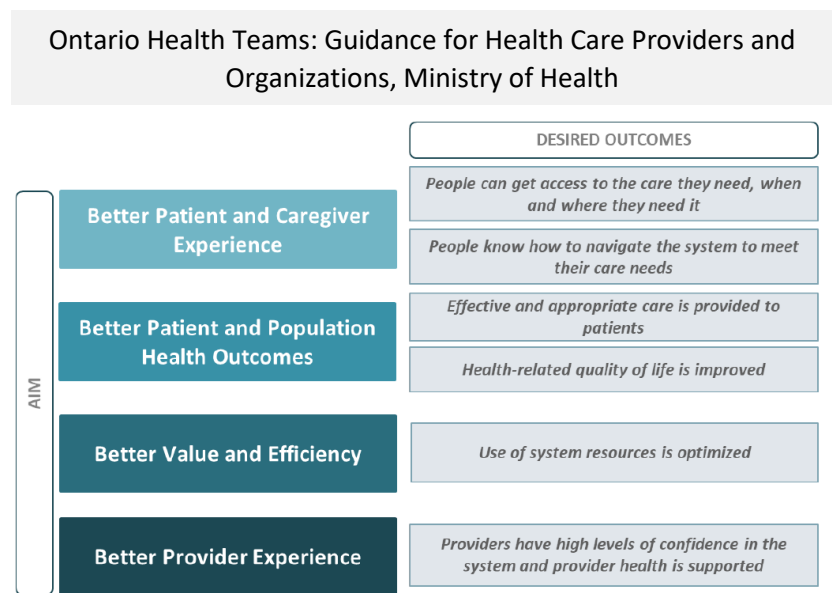 Ontario Health Teams: Guidance for Health Care Providers and
Organizations, Ministry of Health
DESIRED OUTCOMES
AIM
Better Patient and Caregiver
Experience
People can get access to the care they need, when
and where they need it
People know how to navigate the system to meet
their care needs
Better Patient and Population
Health Outcomes
Effective and appropriate care is provided to
patients
Health-related quality of life is improved
Better Value and Efficiency
Use of system resources is optimized
Better Provider Experience
Providers have high levels of confidence in the
system and provider health is supported